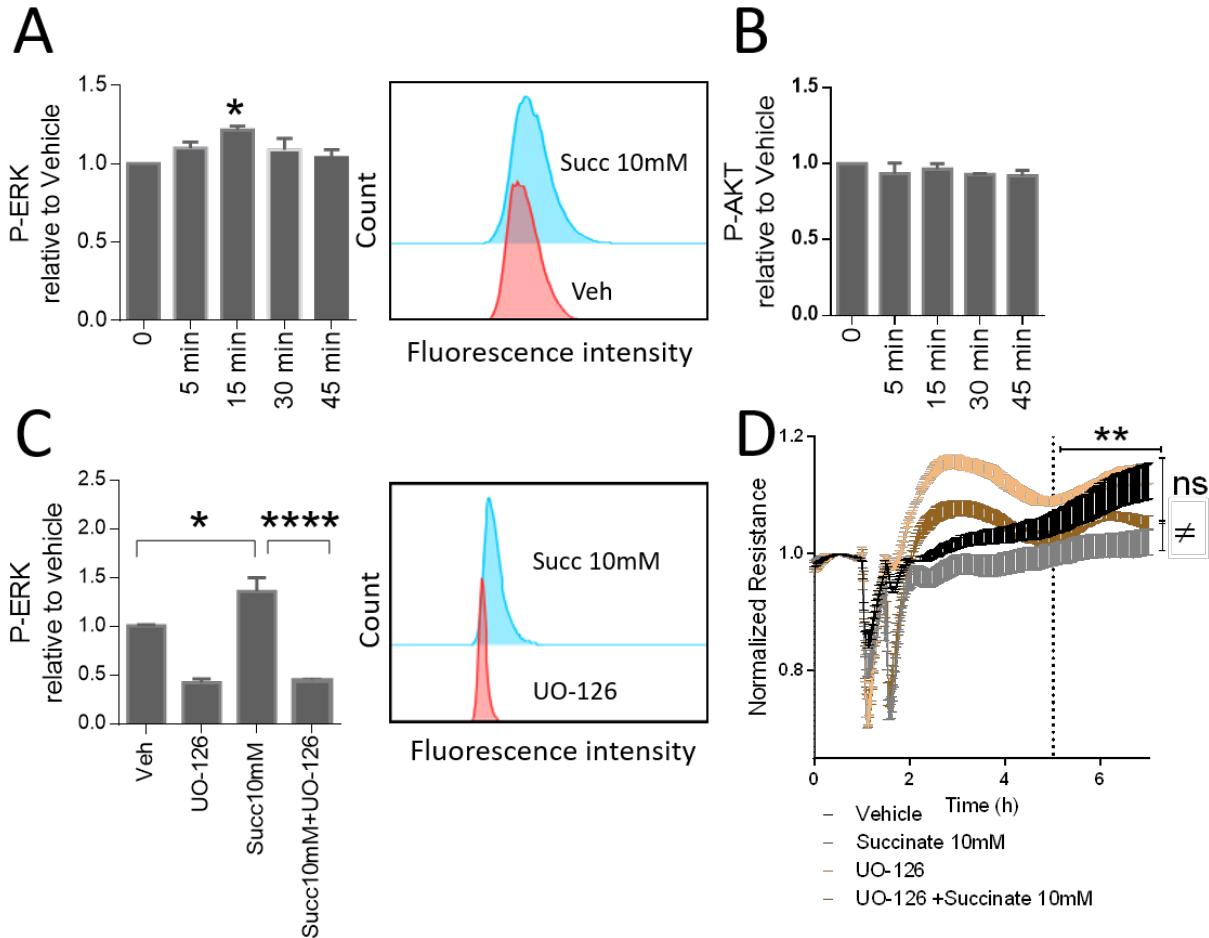 A
P-ERK
relative to Vehicle
1.5
1.0
0.5
0.0
*
0
5 min
15 min
30 min
45 min
Count
Succ 10mM
Veh
Fluorescence intensity
B
P-AKT
relative to Vehicle
1.5
1.0
0.5
0.0
0
5 min
15 min
30 min
45 min
C
P-ERK
relative to vehicle
2.5
2.0
1.5
1.0
0.5
0.0
*
****
Veh
UO-126
Succ10mM
Succ10mM+UO-126
Count
Succ 10mM
UO-126
Fluorescence intensity
D
Normalized Resistance
1.2
1.0
0.8
**
ns
≠
0
2
4
6
Time (h)
Vehicle
Succinate 10mM
UO-126
UO-126 +Succinate 10mM